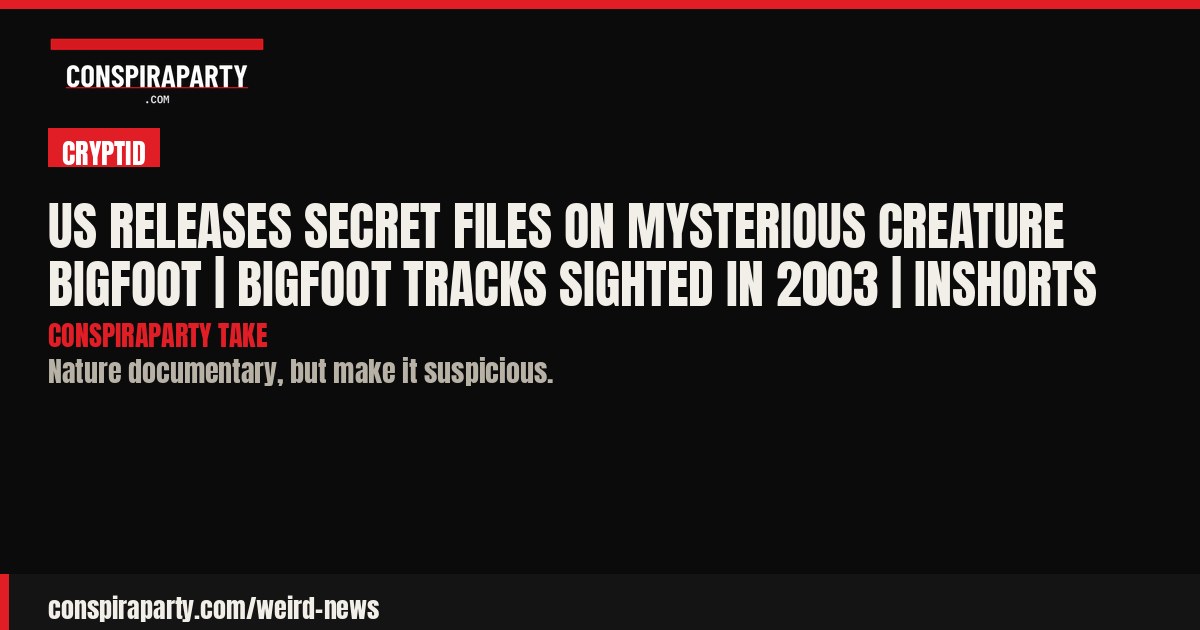 CONSPIRAPARTY
.COM
CRYPTID
US RELEASES SECRET FILES ON MYSTERIOUS CREATURE
BIGFOOT | BIGFOOT TRACKS SIGHTED IN 2003 | INSHORTS
CONSPIRAPARTY TAKE
Nature documentary, but make it suspicious.
conspiraparty.com/weird-news